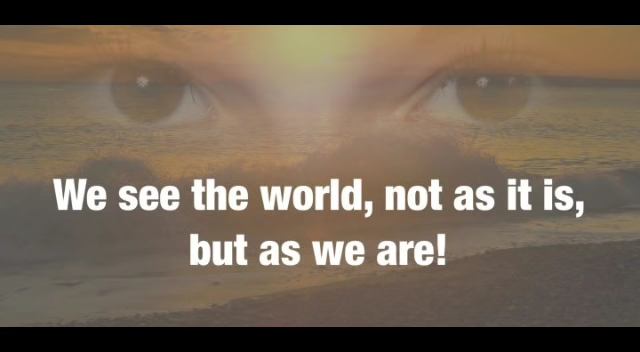 We see the world, not as it is,
but as we are!